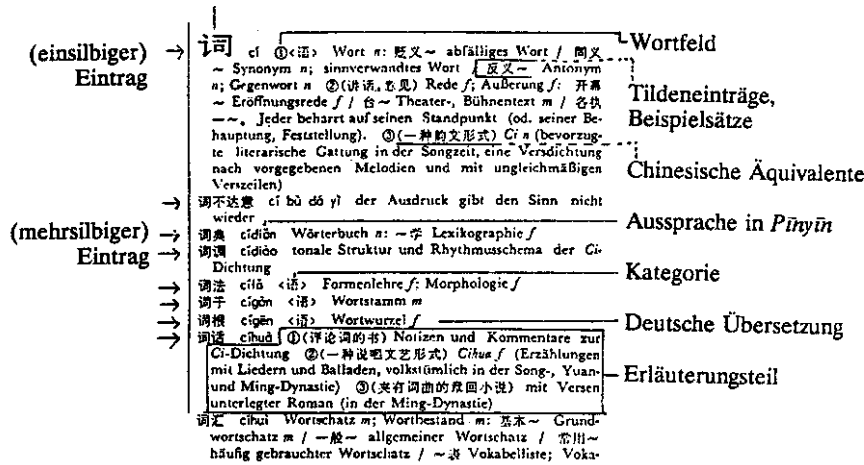 词 cí ①<语> Wort n: 贬义~ abfälliges Wort / 同义
~ Synonym n; sinnverwandtes Wort / 反义~ Antonym
n; Gegenwort n ②(讲话,意见) Rede f; Äußerung f: 开幕
~ Eröffnungsrede f / 台~ Theater-, Bühnentext m / 各执
一~。 Jeder beharrt auf seinen Standpunkt (od. seiner Be-
hauptung, Feststellung). ③(一种韵文形式) Ci n (bevorzug-
te literarische Gattung in der Songzeit, eine Versdichtung
nach vorgegebenen Melodien und mit ungleichmäßigen
Verszeilen)
词不达意 cí bù dá yì der Ausdruck gibt den Sinn nicht
wieder
词典 cídiǎn Wörterbuch n: ~学 Lexikographie f
词调 cídiào tonale Struktur und Rhythmusschema der Ci-
Dichtung
词法 cífǎ <语> Formenlehre f; Morphologie f
词干 cígàn <语> Wortstamm m
词根 cígēn <语> Wortwurzel f
词话 cíhuà ①(评论词的书) Notizen und Kommentare zur
Ci-Dichtung ②(一种说唱文艺形式) Cihua f (Erzählungen
mit Liedern und Balladen, volkstümlich in der Song-, Yuan-
und Ming-Dynastie) ③(夹有词曲的章回小说) mit Versen
unterlegter Roman (in der Ming-Dynastie)
词汇 cíhuì Wortschatz m; Wortbestand m: 基本~ Grund-
wortschatz m / 一般~ allgemeiner Wortschatz / 常用~
häufig gebrauchter Wortschatz / ~表 Vokabelliste; Voka-
(einsilbiger)
Eintrag
(mehrsilbiger)
Eintrag
Wortfeld
Tildeneinträge,
Beispielsätze
Chinesische Äquivalente
Aussprache in Pīnyīn
Kategorie
Deutsche Übersetzung
Erläuterungsteil